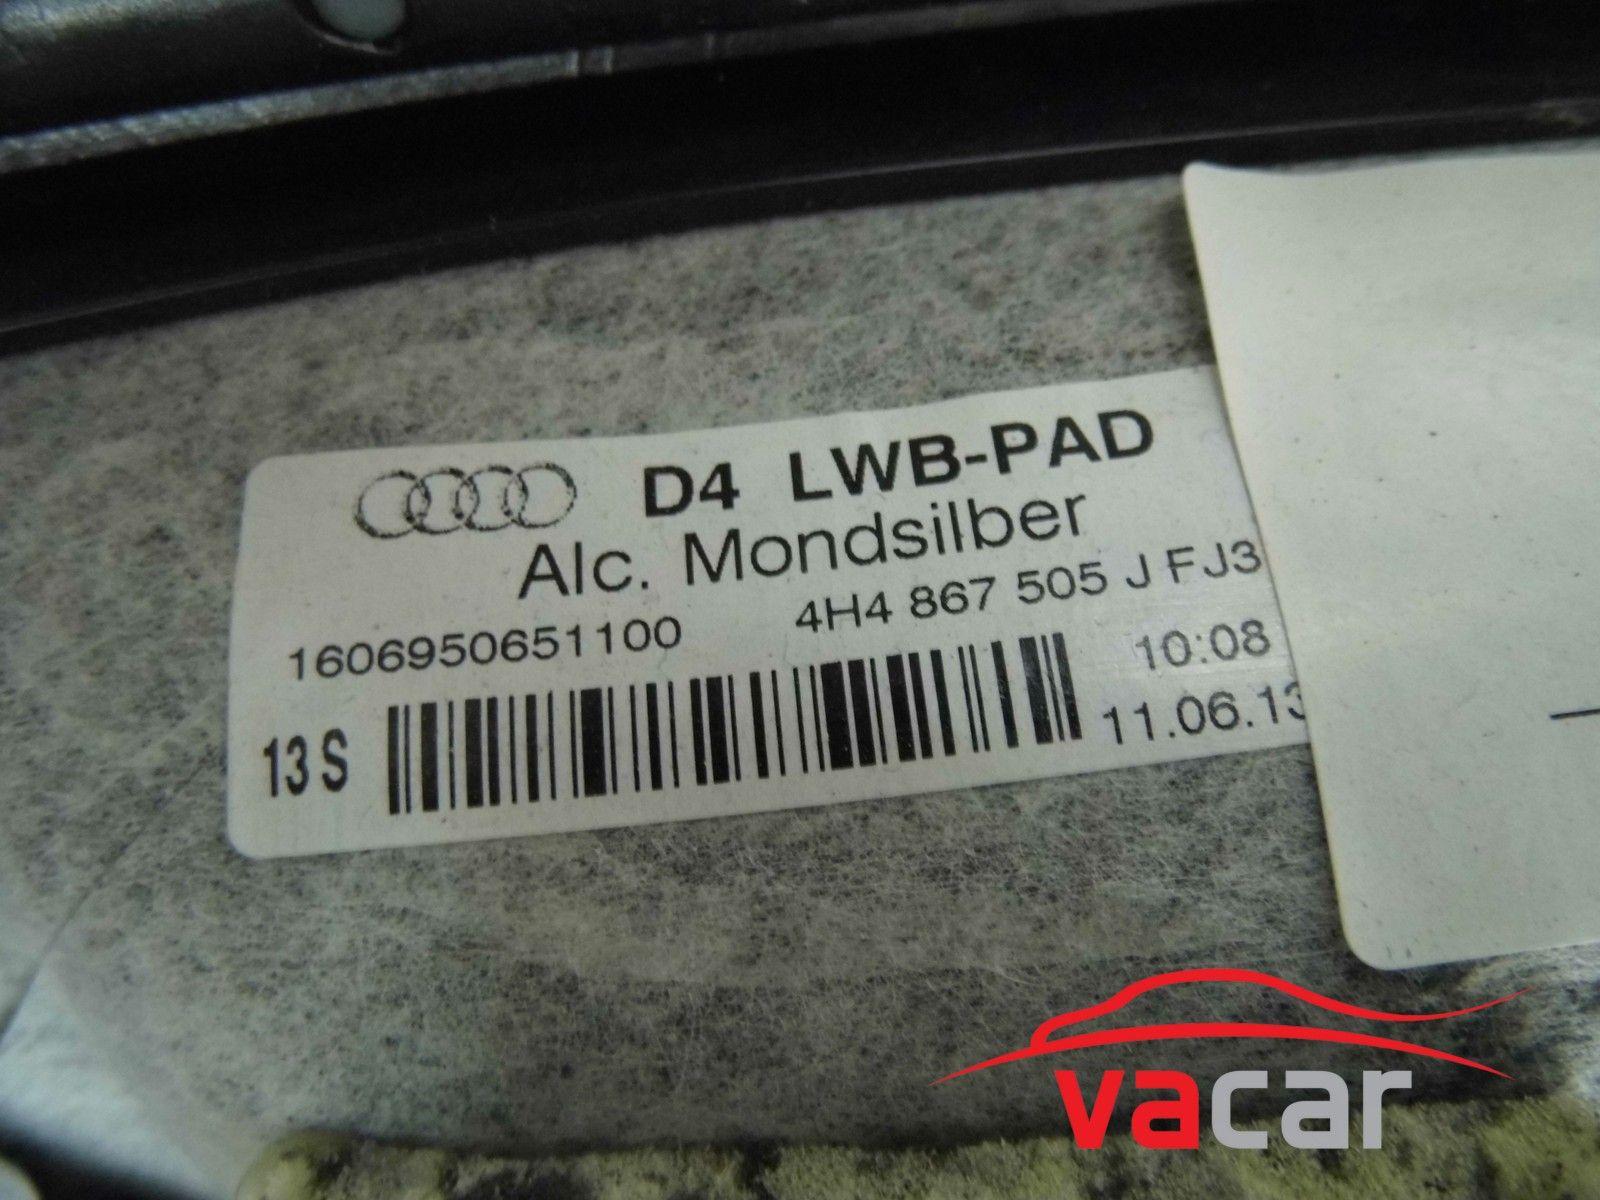 D4 LWB-PAD
Alc. Mondsilber
1606950651100 4H4 867 505 J FJ3
10:08
13 S
11.06.13
vacar